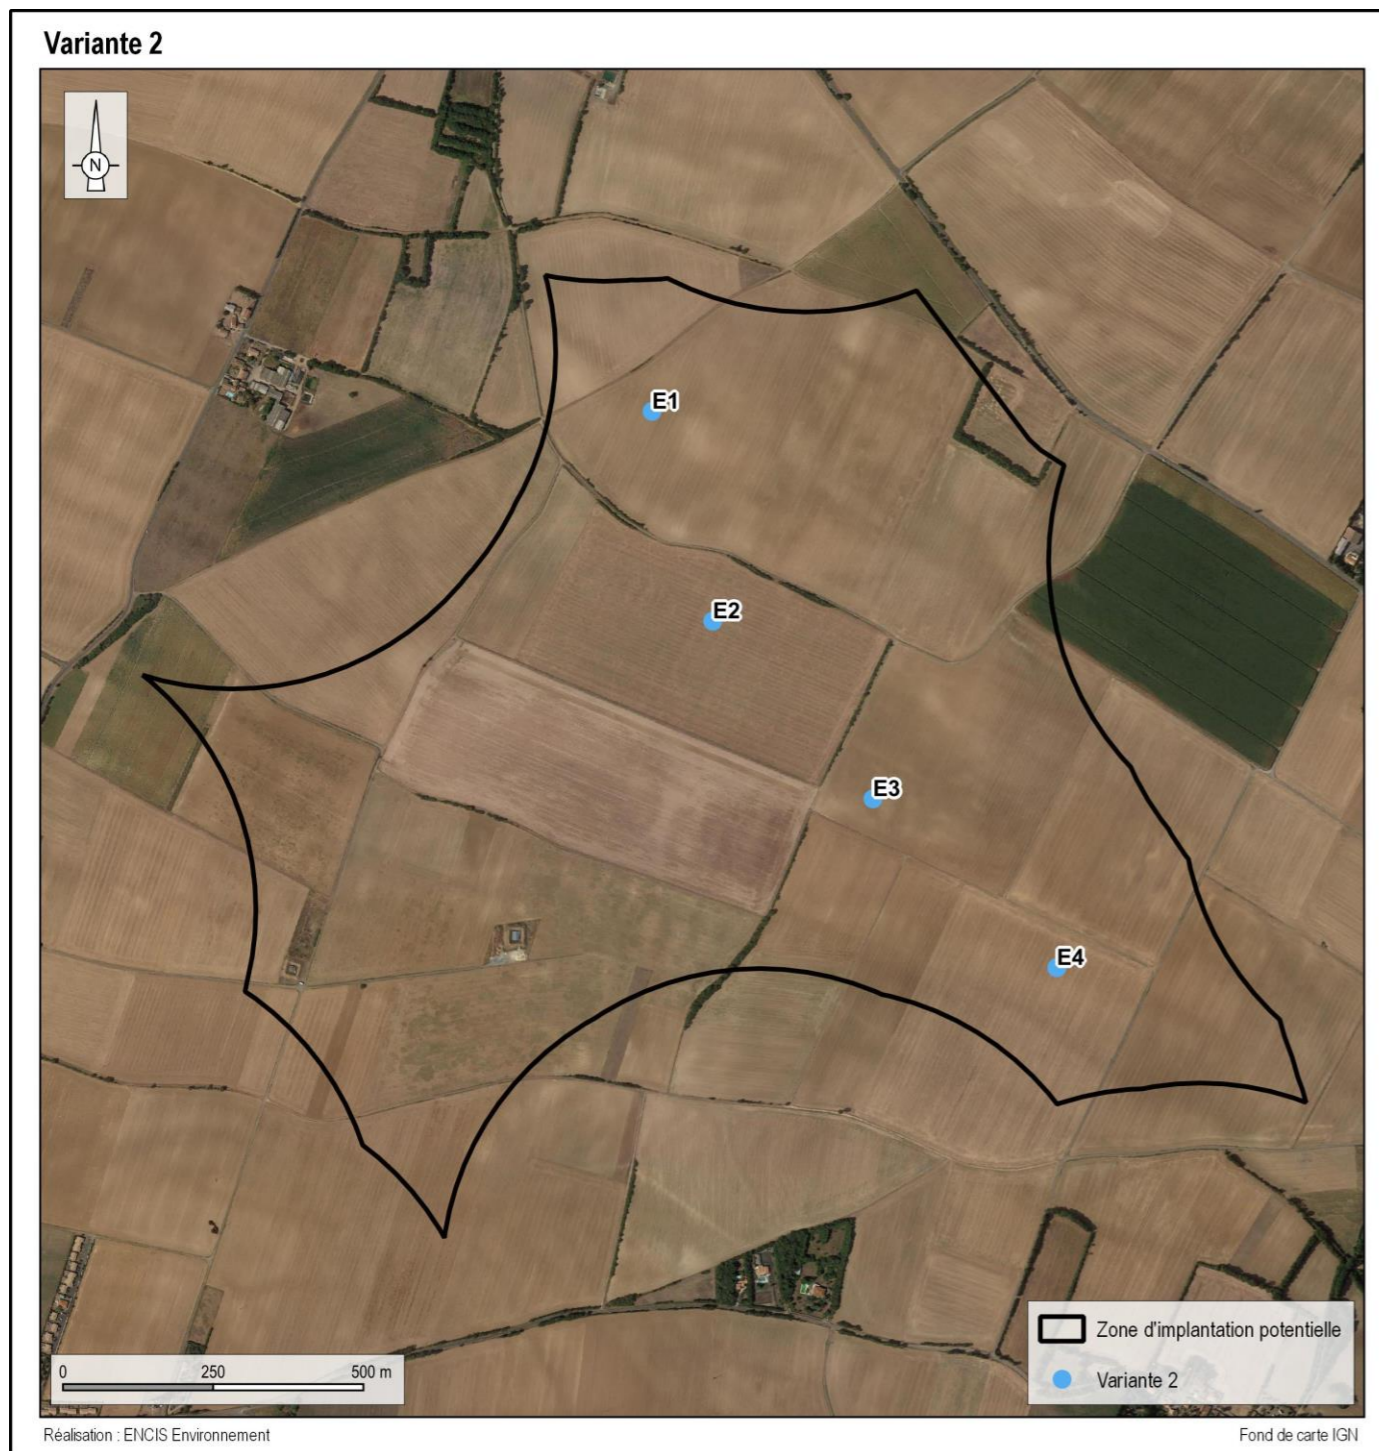 Variante 2
N
E1
E2
E3
E4
0 250 500 m
Zone d'implantation potentielle
Variante 2
Réalisation : ENCIS Environnement
Fond de carte IGN